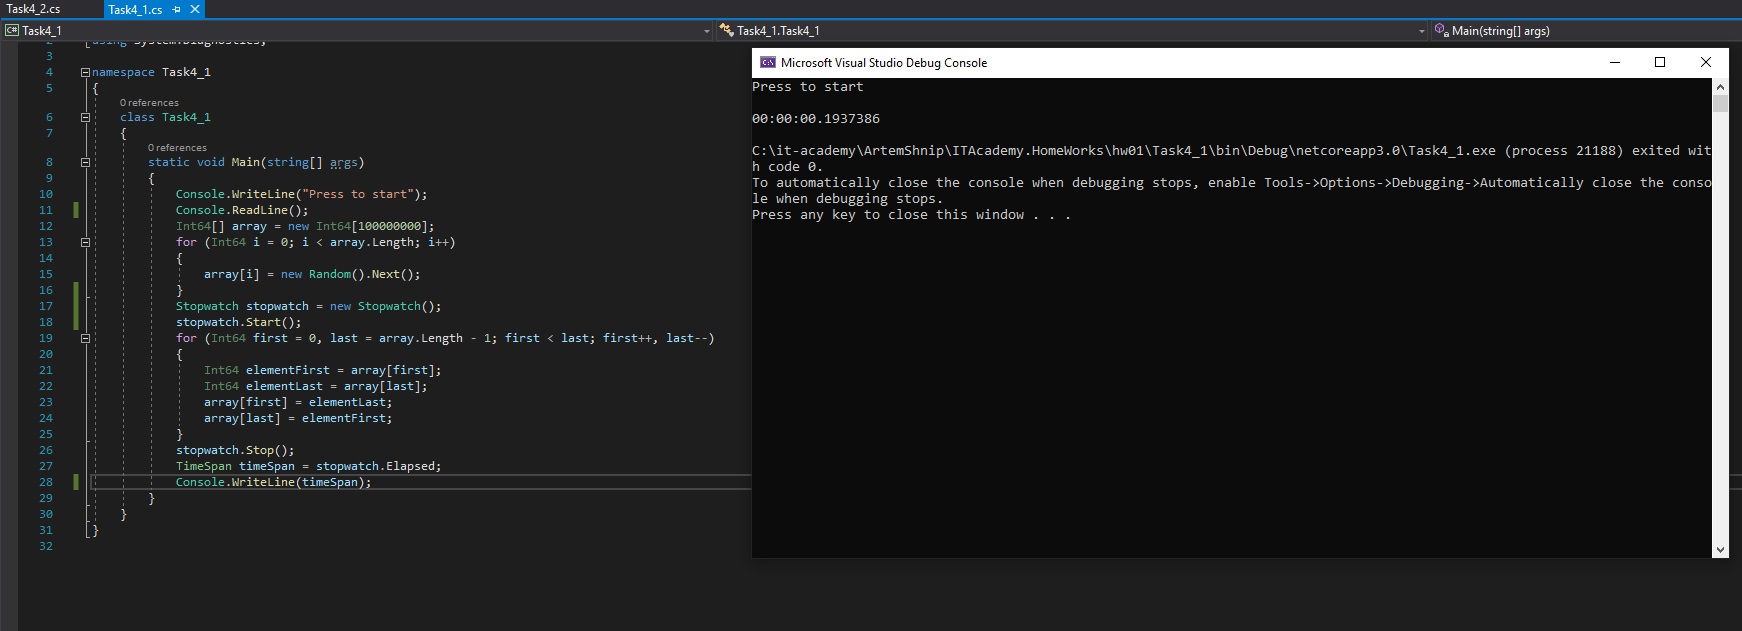 Task4_2.cs
Task4_1.cs
Task4_1
Task4_1.Task4_1
Main(string[] args)
2 using System.Diagnostics;
3
4 namespace Task4_1
5 {
0 references
6 class Task4_1
7 {
0 references
8 static void Main(string[] args)
9 {
10 Console.WriteLine("Press to start");
11 Console.ReadLine();
12 Int64[] array = new Int64[100000000];
13 for (Int64 i = 0; i < array.Length; i++)
14 {
15 array[i] = new Random().Next();
16 }
17 Stopwatch stopwatch = new Stopwatch();
18 stopwatch.Start();
19 for (Int64 first = 0, last = array.Length - 1; first < last; first++, last--)
20 {
21 Int64 elementFirst = array[first];
22 Int64 elementLast = array[last];
23 array[first] = elementLast;
24 array[last] = elementFirst;
25 }
26 stopwatch.Stop();
27 TimeSpan timeSpan = stopwatch.Elapsed;
28 Console.WriteLine(timeSpan);
29 }
30 }
31 }
32
Microsoft Visual Studio Debug Console
Press to start
00:00:00.1937386
C:\it-academy\ArtemShnip\ITAcademy.HomeWorks\hw01\Task4_1\bin\Debug\netcoreapp3.0\Task4_1.exe (process 21188) exited wit
h code 0.
To automatically close the console when debugging stops, enable Tools->Options->Debugging->Automatically close the conso
le when debugging stops.
Press any key to close this window . . .